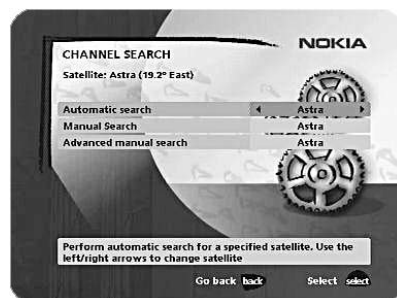 NOKIA
CHANNEL SEARCH
Satellite: Astra (19.2° East)
Automatic search Astra
Manual Search Astra
Advanced manual search Astra
Perform automatic search for a specified satellite. Use the
left/right arrows to change satellite
Go back back Select select